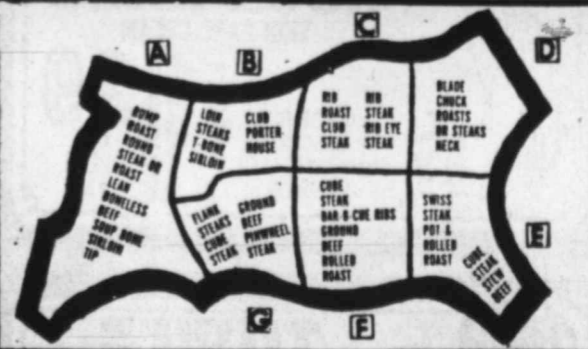 A
B
C
D
RUMP
ROAST
ROUND
STEAK OR
ROAST
LEAN
BONELESS
BEEF
SOUP BONE
SIRLOIN
TIP
LOIN
STEAKS
T-BONE
SIRLOIN
CLUB
PORTER-
HOUSE
RIB
ROAST
CLUB
STEAK
RIB
STEAK
RIB EYE
STEAK
BLADE
CHUCK
ROASTS
OR STEAKS
NECK
FLANK
STEAKS
CUBE
STEAK
GROUND
BEEF
PINWHEEL
STEAK
CUBE
STEAK
BAR-B-CUE RIBS
GROUND
BEEF
ROLLED
ROAST
SWISS
STEAK
POT &
ROLLED
ROAST
CUBE
STEAK
STEW
BEEF
E
G
F